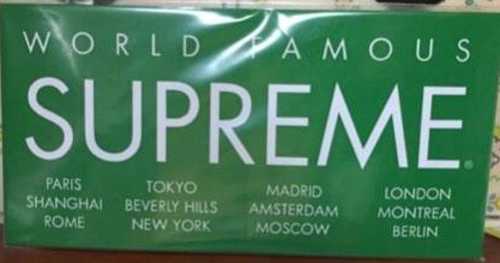 WORLD FAMOUS
SUPREME®
PARIS
SHANGHAI
ROME
TOKYO
BEVERLY HILLS
NEW YORK
MADRID
AMSTERDAM
MOSCOW
LONDON
MONTREAL
BERLIN